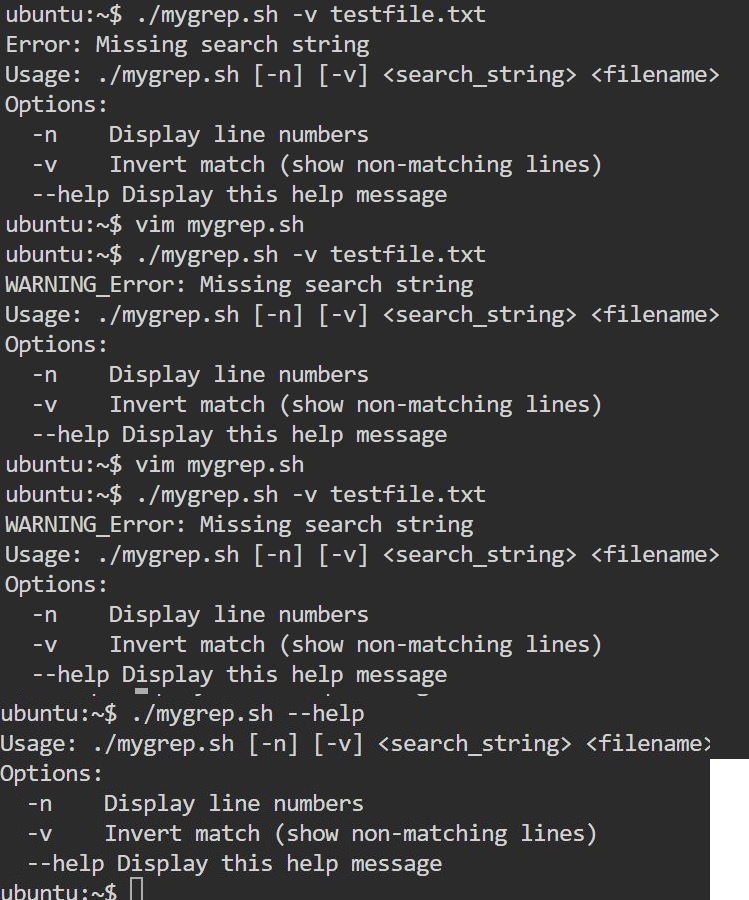 ubuntu:~$ ./mygrep.sh -v testfile.txt
Error: Missing search string
Usage: ./mygrep.sh [-n] [-v] <search_string> <filename>
Options:
  -n    Display line numbers
  -v    Invert match (show non-matching lines)
  --help Display this help message
ubuntu:~$ vim mygrep.sh
ubuntu:~$ ./mygrep.sh -v testfile.txt
WARNING_Error: Missing search string
Usage: ./mygrep.sh [-n] [-v] <search_string> <filename>
Options:
  -n    Display line numbers
  -v    Invert match (show non-matching lines)
  --help Display this help message
ubuntu:~$ vim mygrep.sh
ubuntu:~$ ./mygrep.sh -v testfile.txt
WARNING_Error: Missing search string
Usage: ./mygrep.sh [-n] [-v] <search_string> <filename>
Options:
  -n    Display line numbers
  -v    Invert match (show non-matching lines)
  --help Display this help message
ubuntu:~$ ./mygrep.sh --help
Usage: ./mygrep.sh [-n] [-v] <search_string> <filename>
Options:
  -n    Display line numbers
  -v    Invert match (show non-matching lines)
  --help Display this help message
ubuntu:~$